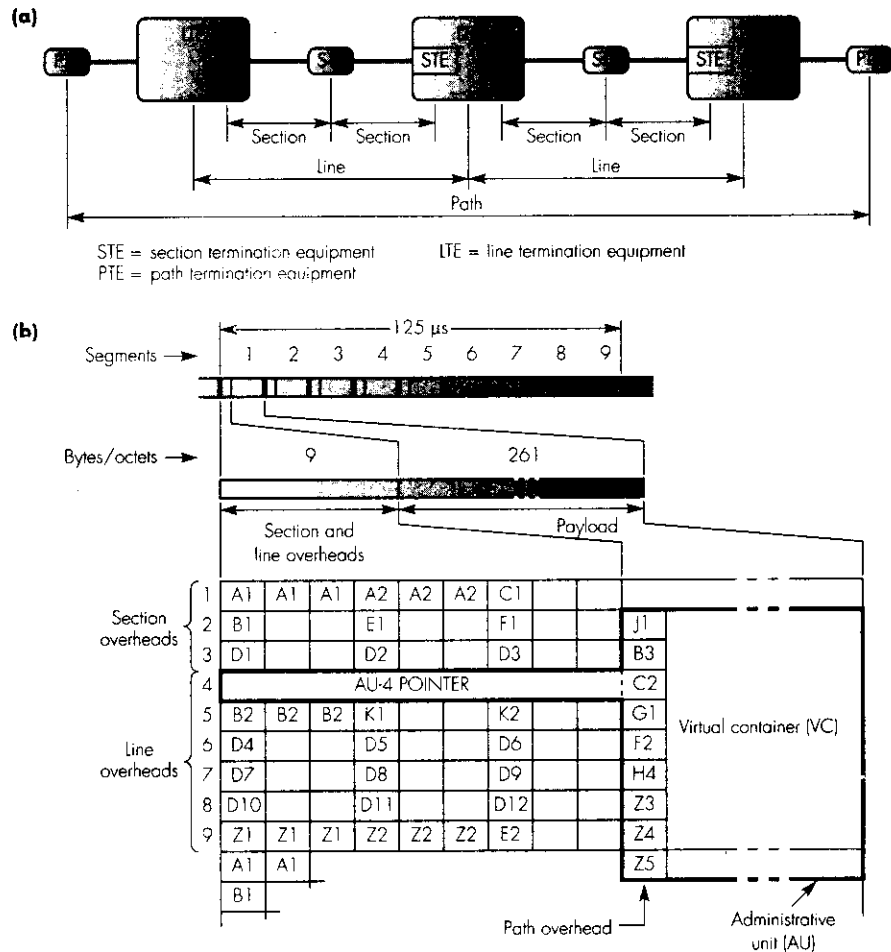 (a)
STE
STE
Section
Section
Section
Section
Line
Line
Path
STE = section termination equipment LTE = line termination equipment
PTE = path termination equipment
(b)
125 µs
Segments 1 2 3 4 5 6 7 8 9
Bytes/octets 9 261
Section and line overheads
Payload
Section overheads
1 A1 A1 A1 A2 A2 A2 C1
2 B1 E1 F1 J1
3 D1 D2 D3 B3
4 AU-4 POINTER C2
Line overheads
5 B2 B2 B2 K1 K2 G1
Virtual container (VC)
6 D4 D5 D6 F2
7 D7 D8 D9 H4
8 D10 D11 D12 Z3
9 Z1 Z1 Z1 Z2 Z2 Z2 E2 Z4
A1 A1 Z5
B1
Path overhead
Administrative unit (AU)